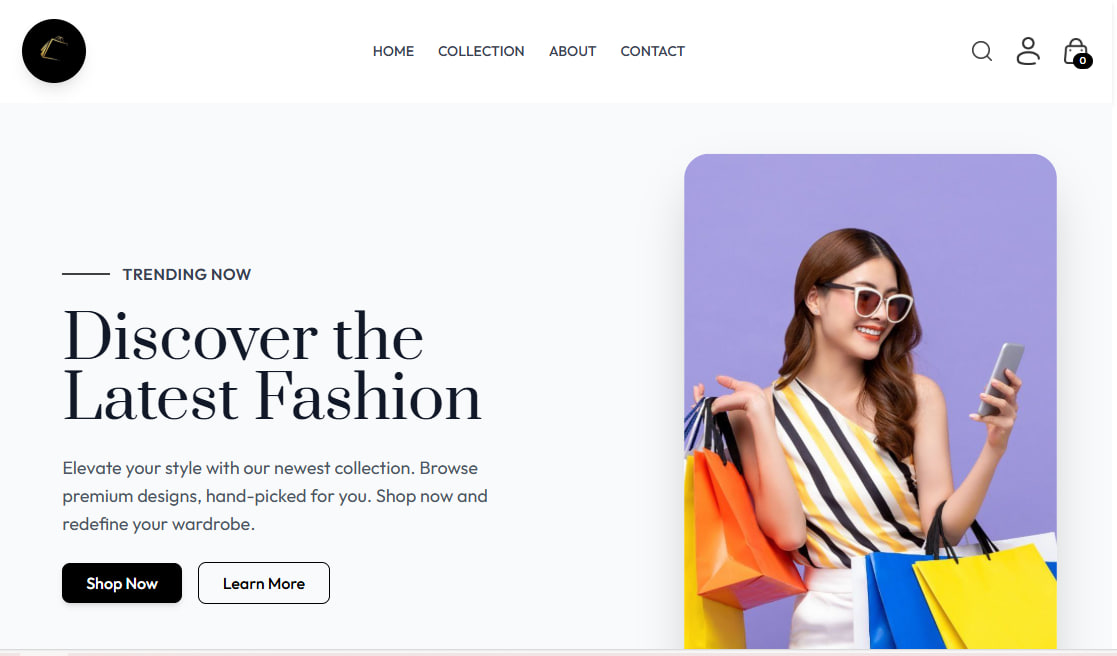 HOME COLLECTION ABOUT CONTACT
0
TRENDING NOW
Discover the
Latest Fashion
Elevate your style with our newest collection. Browse
premium designs, hand-picked for you. Shop now and
redefine your wardrobe.
Shop Now Learn More